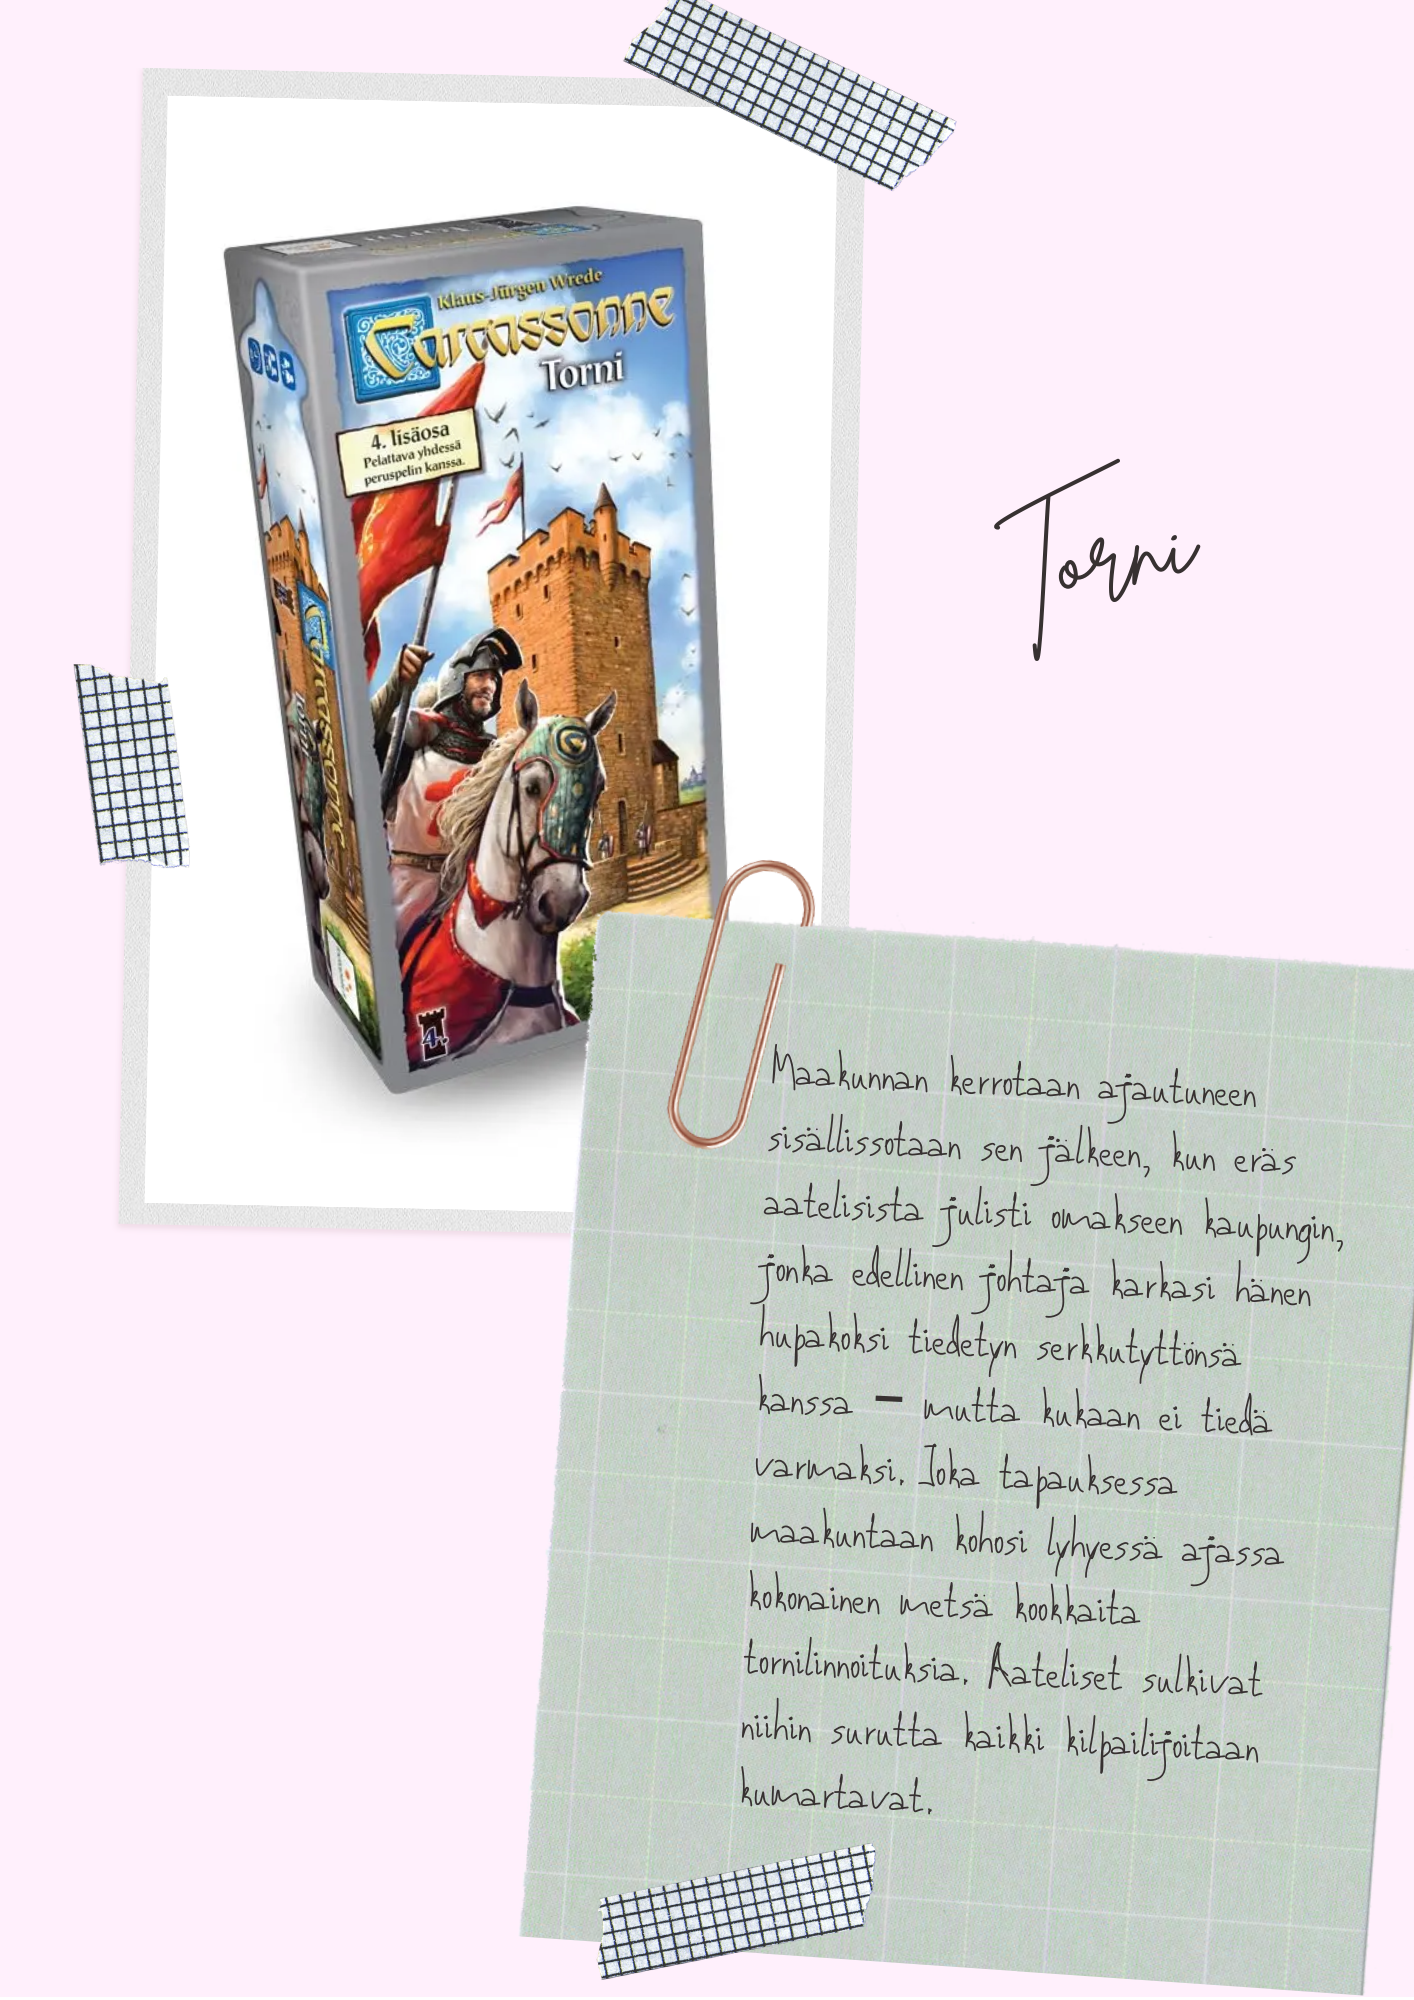 Klaus-Jürgen Wrede
Carcassonne
Torni
4. lisäosa
Pelattava yhdessä
peruspelin kanssa.
4.
Carcassonne
Torni
Torni
Torni
Maakunnan kerrotaan ajautuneen
sisällissotaan sen jälkeen, kun eräs
aatelisista julisti omakseen kaupungin,
jonka edellinen johtaja karkasi hänen
hupakoksi tiedetyn serkkutyttönsä
kanssa – mutta kukaan ei tiedä
varmaksi. Joka tapauksessa
maakuntaan kohosi lyhyessä ajassa
kokonainen metsä kookkaita
tornilinnoituksia. Aateliset sulkivat
niihin surutta kaikki kilpailijoitaan
kumartavat.